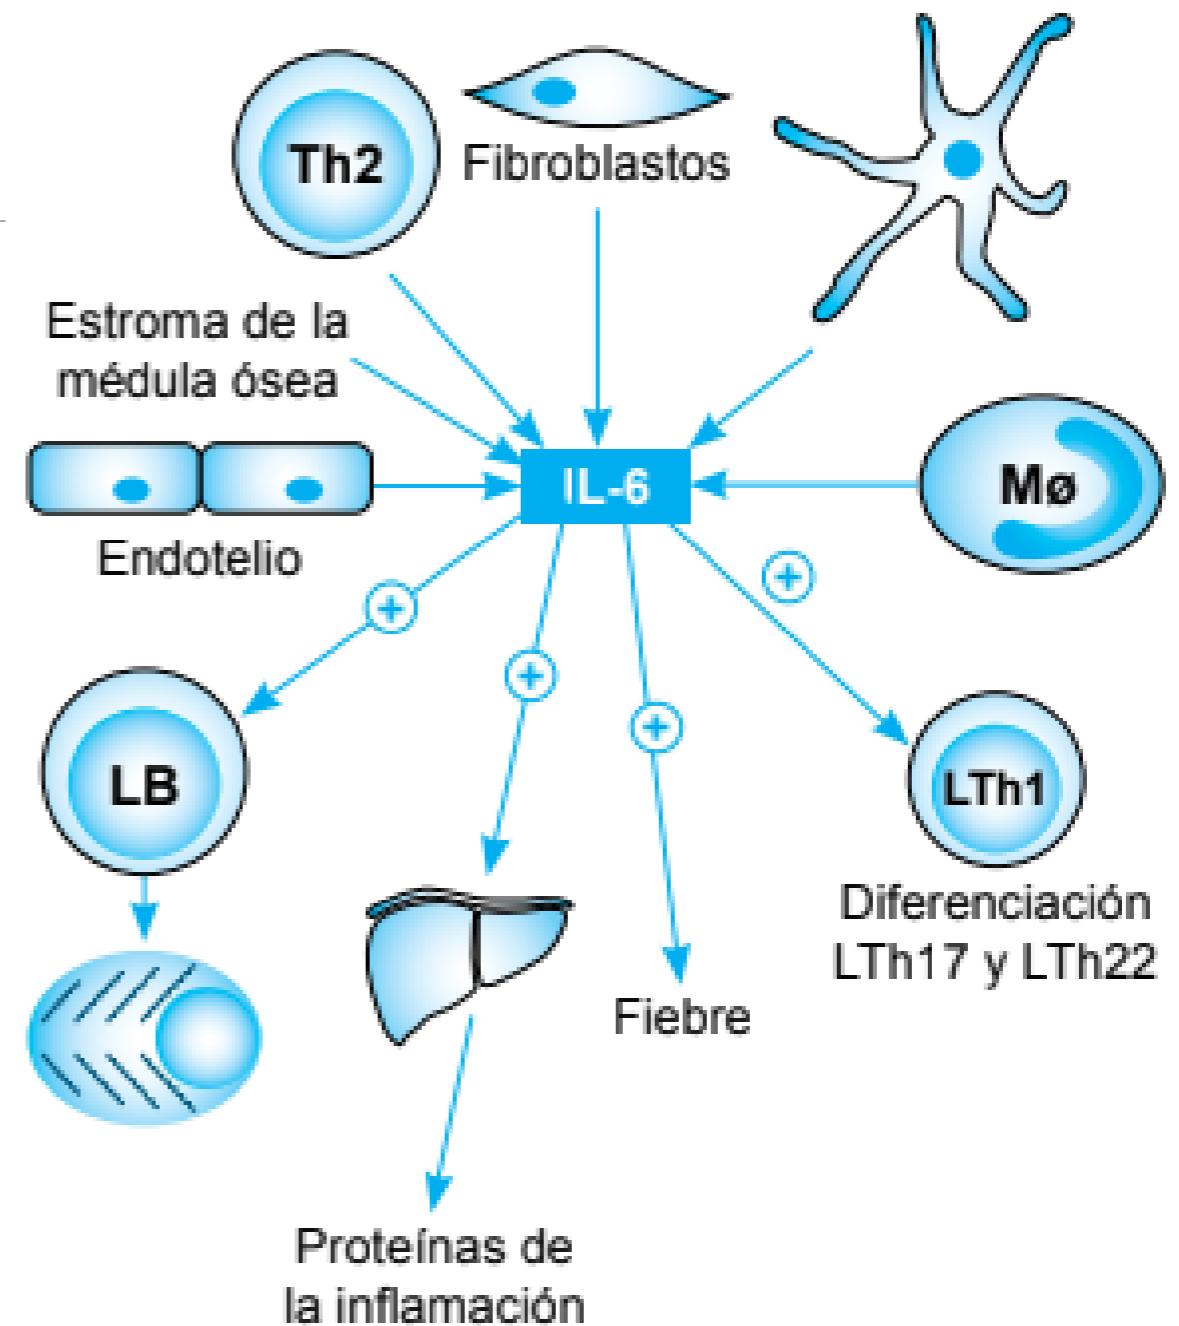 Th2
Fibroblastos
Estroma de la
médula ósea
IL-6
Mø
Endotelio
+
+
+
+
LB
LTh1
Diferenciación
LTh17 y LTh22
Fiebre
Proteínas de
la inflamación